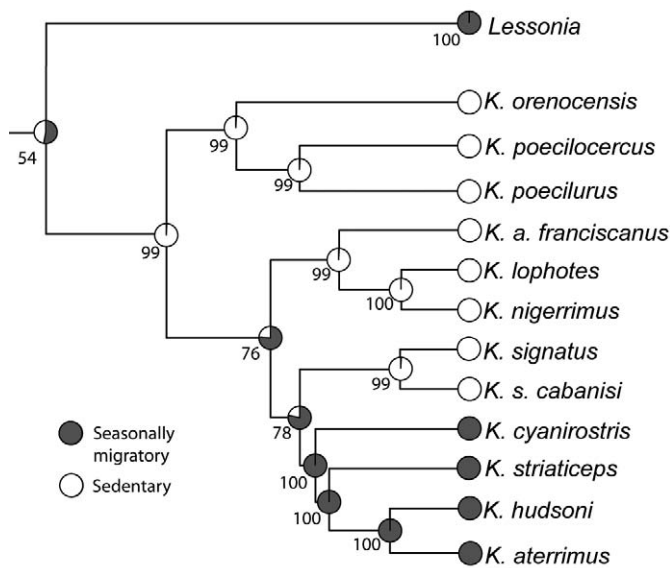 Lessonia
100
K. orenocensis
54
99
K. poecilocercus
99
K. poecilurus
K. a. franciscanus
99
99
K. lophotes
100
K. nigerrimus
76
K. signatus
99
K. s. cabanisi
78
Seasonally
migratory
K. cyanirostris
Sedentary
100
K. striaticeps
100
K. hudsoni
100
K. aterrimus